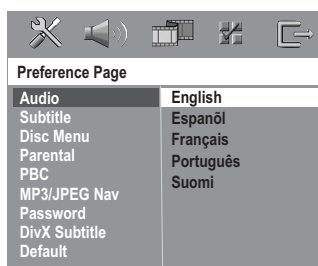 Preference Page
Audio
Subtitle
Disc Menu
Parental
PBC
MP3/JPEG Nav
Password
DivX Subtitle
Default
English
Espanõl
Français
Português
Suomi